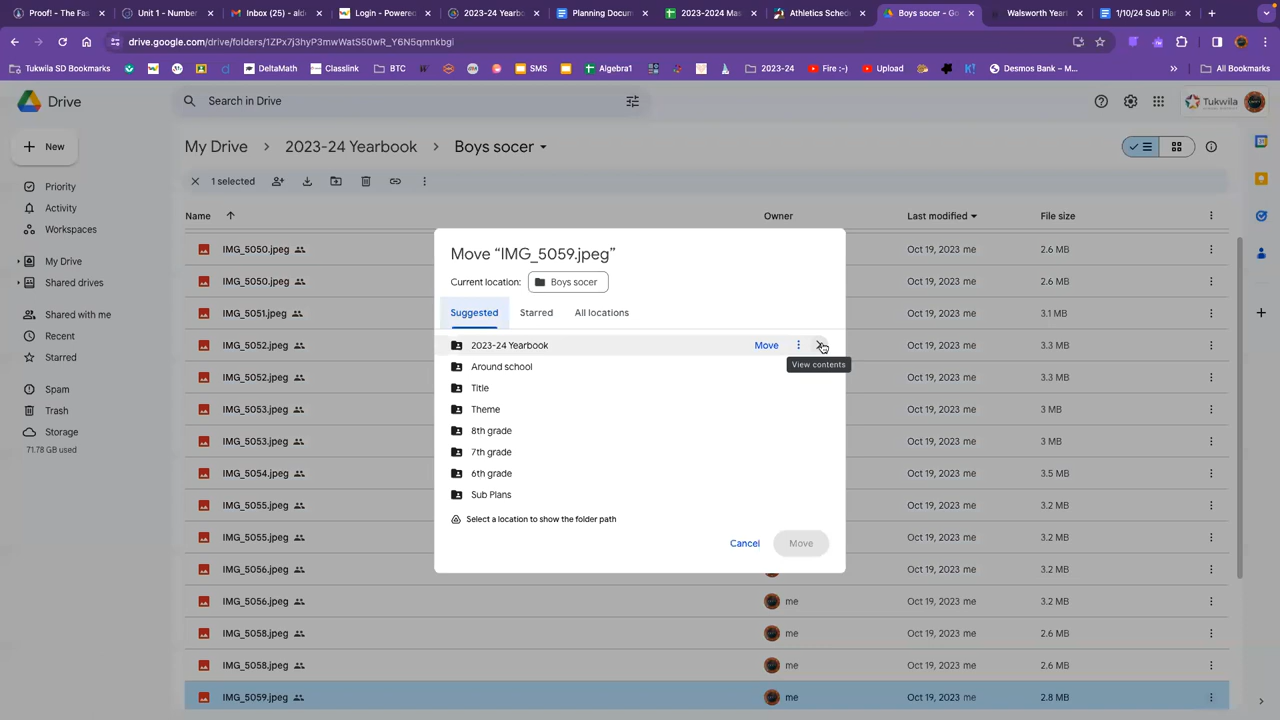 Proof! - The Fas
Unit 1 - Number
Inbox (25) - alde
Login - Powered
2023-24 Yearbo
Planning Docum
2023-2024 Mas
Athletics Sched
Boys socer - Go
Walsworth Year
1/10/24 Sub Pla
drive.google.com/drive/folders/1ZPx7j3hyP3mwWatS50wR_Y6N5qmnkbgi
Tukwila SD Bookmarks
DeltaMath
Classlink
BTC
SMS
Algebra1
2023-24
Fire :-)
Upload
Desmos Bank – M...
All Bookmarks
Drive
Search in Drive
Tukwila
New
My Drive > 2023-24 Yearbook > Boys socer
1 selected
Priority
Activity
Workspaces
My Drive
Shared drives
Shared with me
Recent
Starred
Spam
Trash
Storage
71.78 GB used
Name Owner Last modified File size
IMG_5050.jpeg Oct 19, 2023 me 2.6 MB
IMG_5050.jpeg Oct 19, 2023 me 2.6 MB
IMG_5051.jpeg Oct 19, 2023 me 3.1 MB
IMG_5052.jpeg Oct 19, 2023 me 3.3 MB
IMG_5052.jpeg Oct 19, 2023 me 3.3 MB
IMG_5053.jpeg Oct 19, 2023 me 3 MB
IMG_5053.jpeg Oct 19, 2023 me 3 MB
IMG_5054.jpeg Oct 19, 2023 me 3.5 MB
IMG_5055.jpeg Oct 19, 2023 me 3.2 MB
IMG_5055.jpeg Oct 19, 2023 me 3.2 MB
IMG_5056.jpeg Oct 19, 2023 me 3.2 MB
IMG_5056.jpeg me Oct 19, 2023 me 3.2 MB
IMG_5058.jpeg me Oct 19, 2023 me 2.6 MB
IMG_5058.jpeg me Oct 19, 2023 me 2.6 MB
IMG_5059.jpeg me Oct 19, 2023 me 2.8 MB
Move “IMG_5059.jpeg”
Current location: Boys socer
Suggested Starred All locations
2023-24 Yearbook Move
View contents
Around school
Title
Theme
8th grade
7th grade
6th grade
Sub Plans
Select a location to show the folder path
Cancel Move